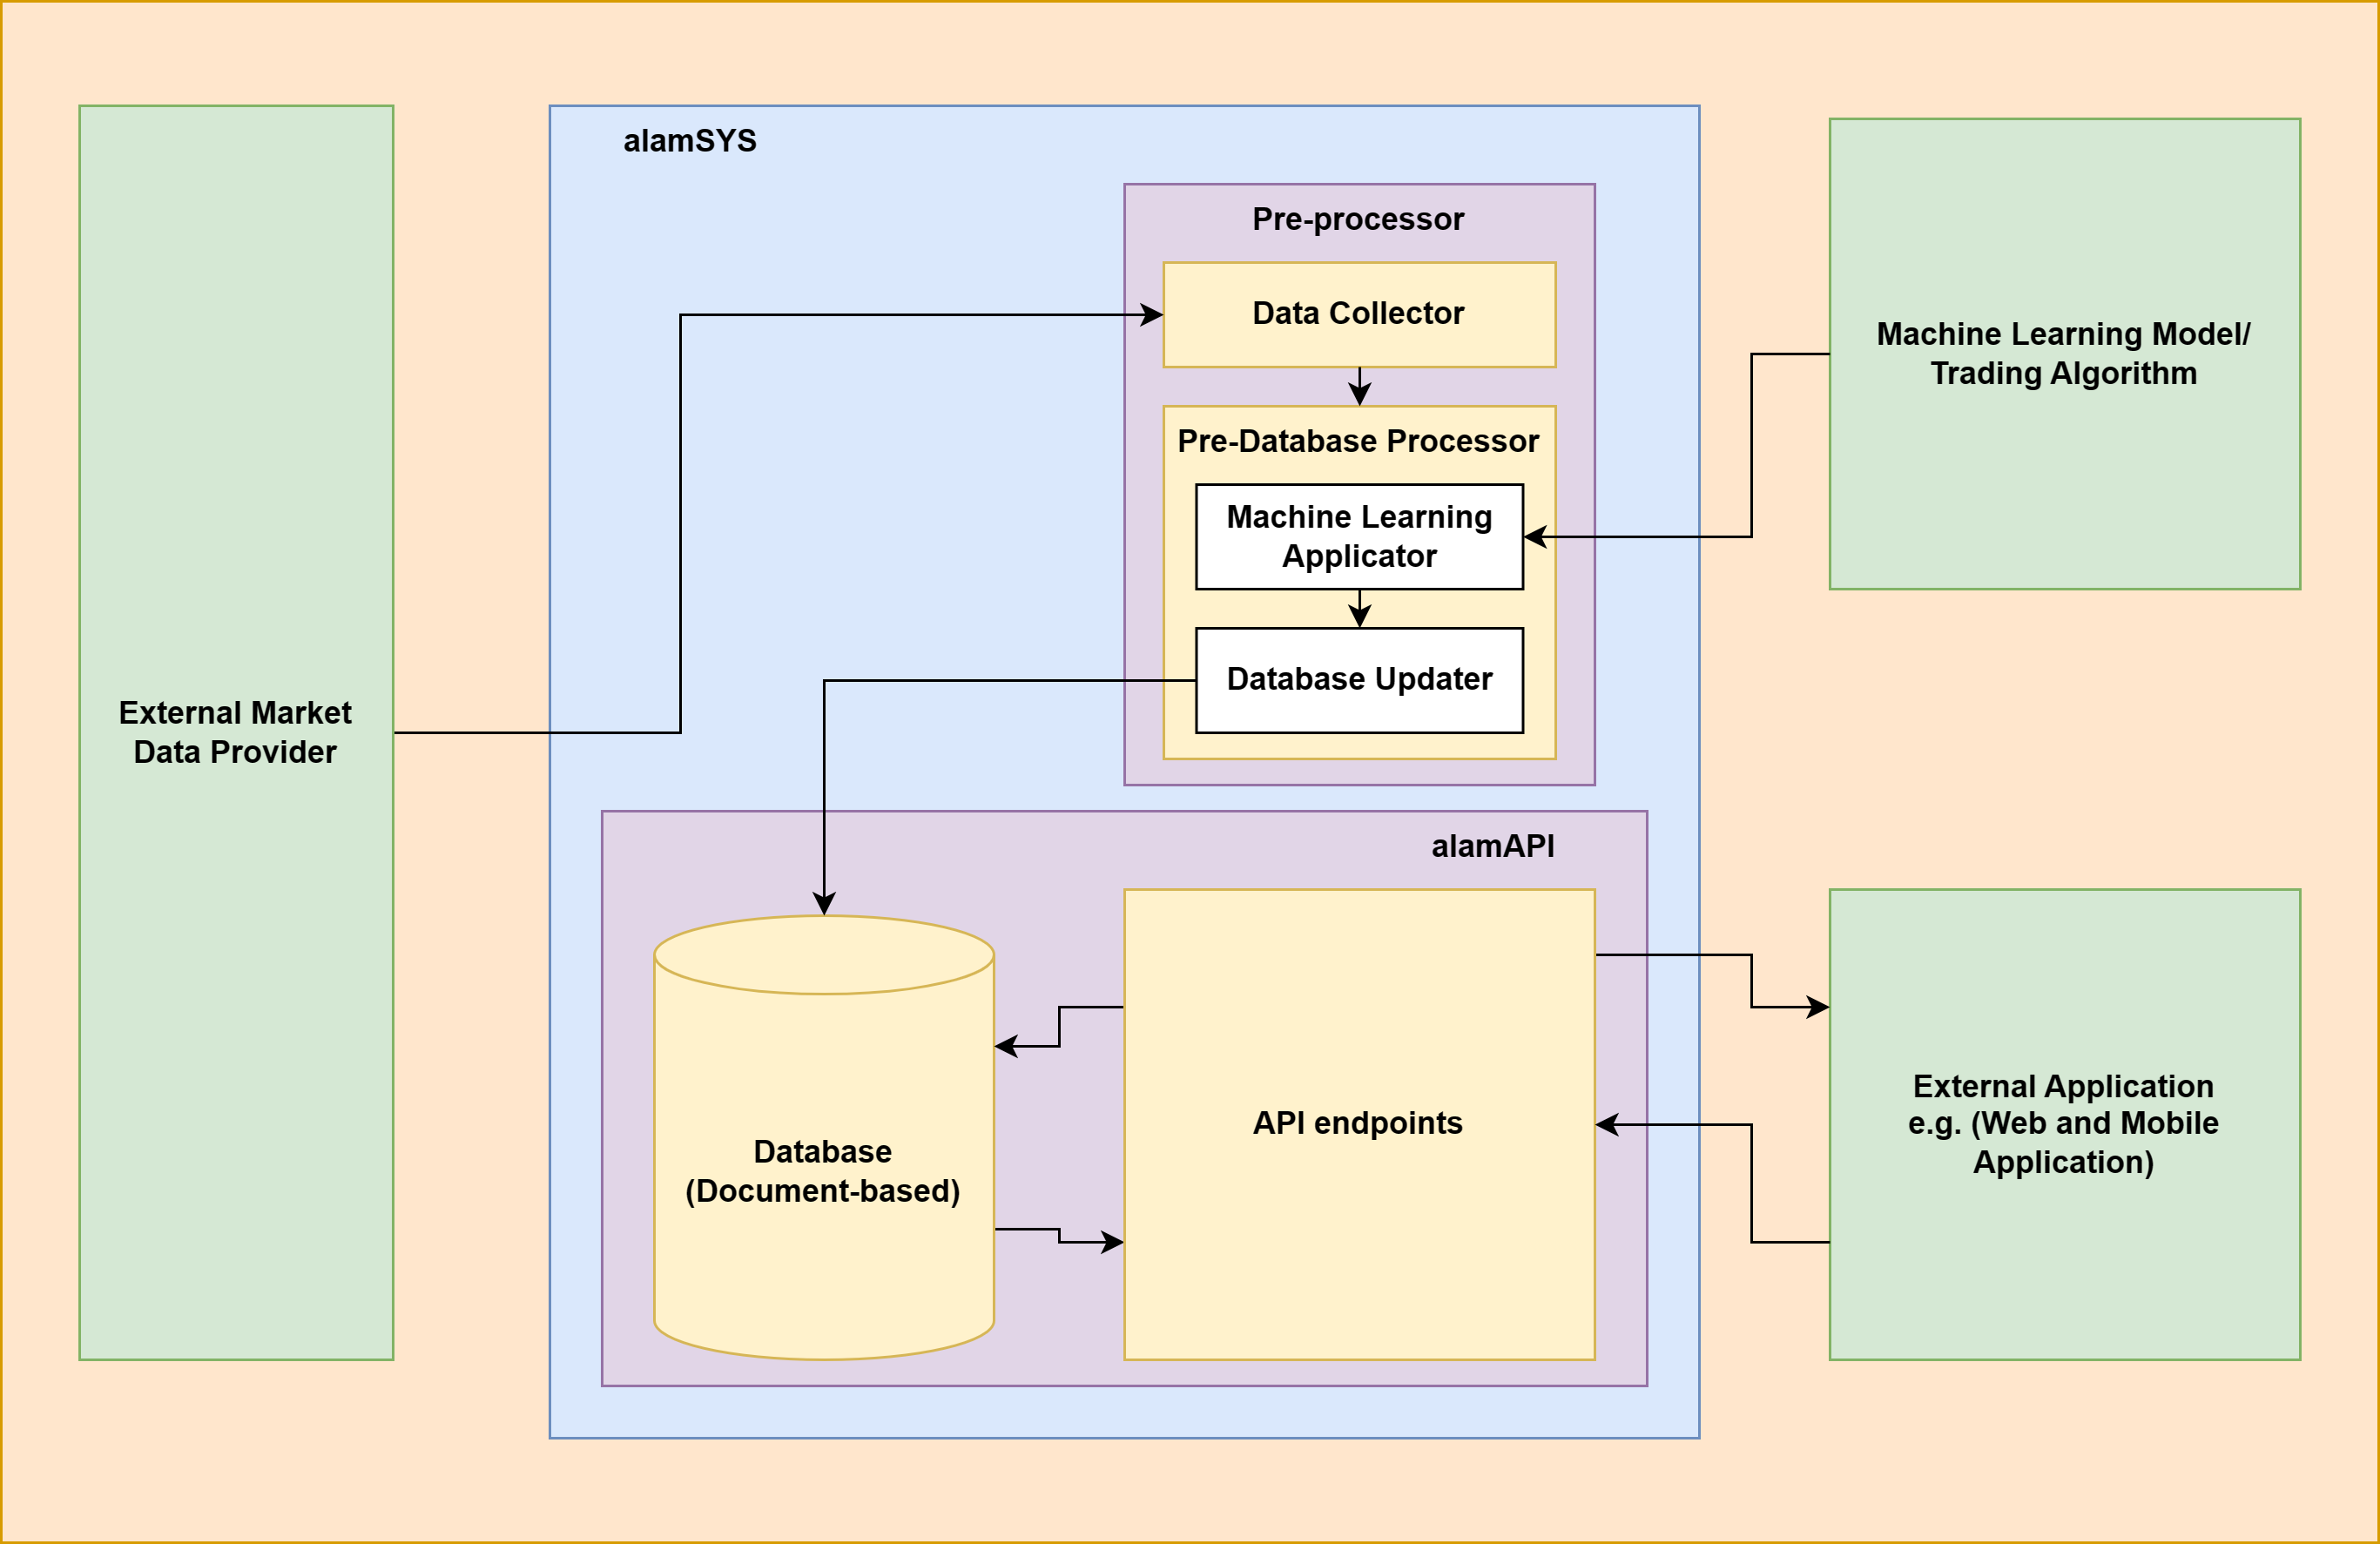 alamSYS
Pre-processor
Data Collector
Pre-Database Processor
Machine Learning
Applicator
Database Updater
External Market
Data Provider
Machine Learning Model/
Trading Algorithm
alamAPI
Database
(Document-based)
API endpoints
External Application
e.g. (Web and Mobile
Application)